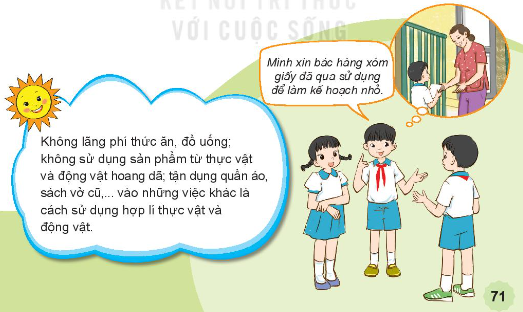 KẾT NỐI TRI THỨC
VỚI CUỘC SỐNG
Mình xin bác hàng xóm
giấy đã qua sử dụng
để làm kế hoạch nhỏ.
Không lãng phí thức ăn, đồ uống;
không sử dụng sản phẩm từ thực vật
và động vật hoang dã; tận dụng quần áo,
sách vở cũ,... vào những việc khác là
cách sử dụng hợp lí thực vật và
động vật.
71